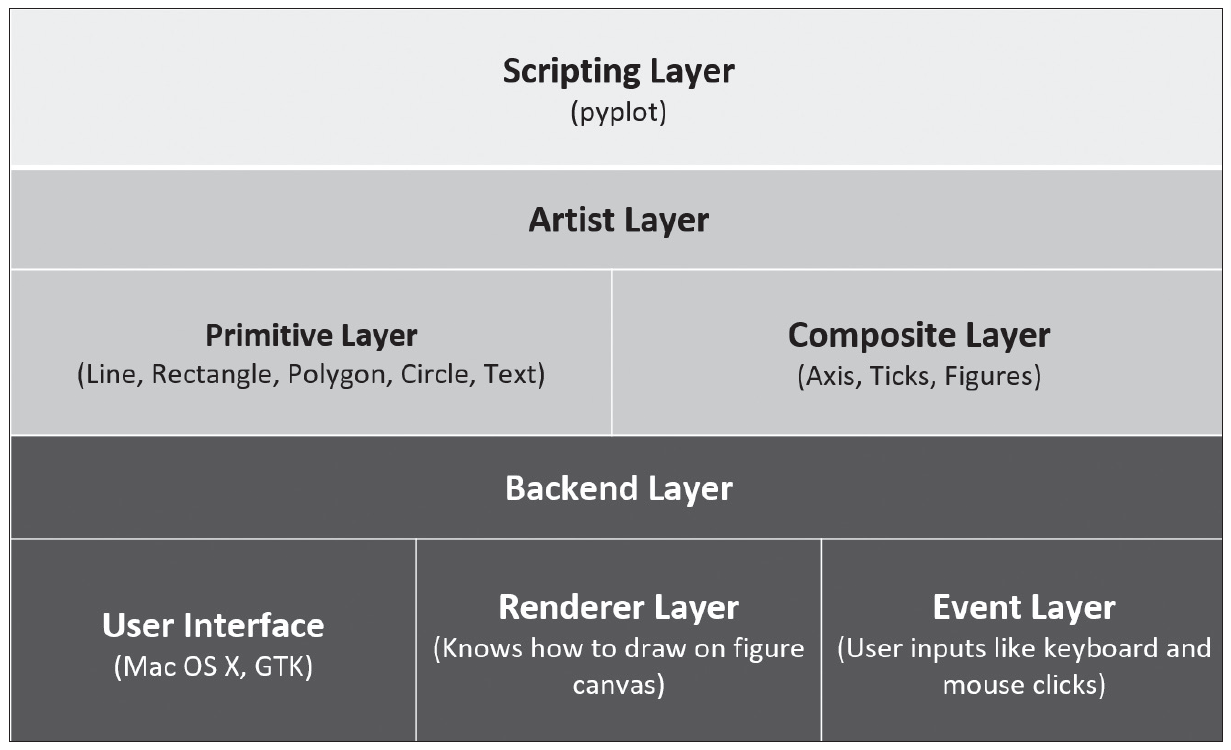 Scripting Layer
(pyplot)
Artist Layer
Primitive Layer
(Line, Rectangle, Polygon, Circle, Text)
Composite Layer
(Axis, Ticks, Figures)
Backend Layer
User Interface
(Mac OS X, GTK)
Renderer Layer
(Knows how to draw on figure
canvas)
Event Layer
(User inputs like keyboard and
mouse clicks)